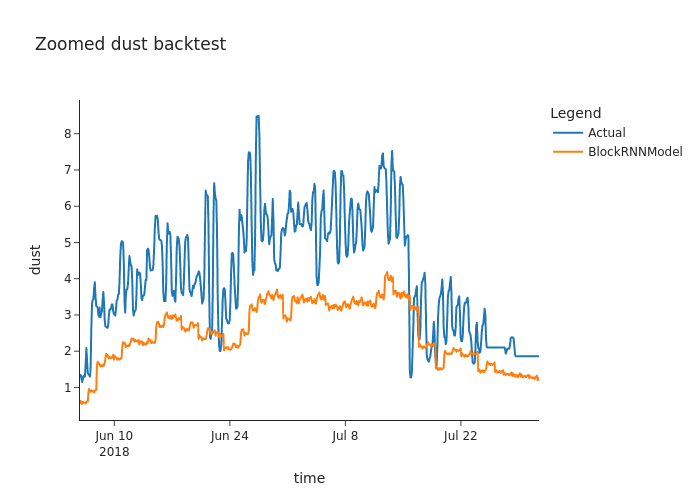 Zoomed dust backtest
Legend
Actual
BlockRNNModel
dust
8
7
6
5
4
3
2
1
Jun 10
2018
Jun 24
Jul 8
Jul 22
time